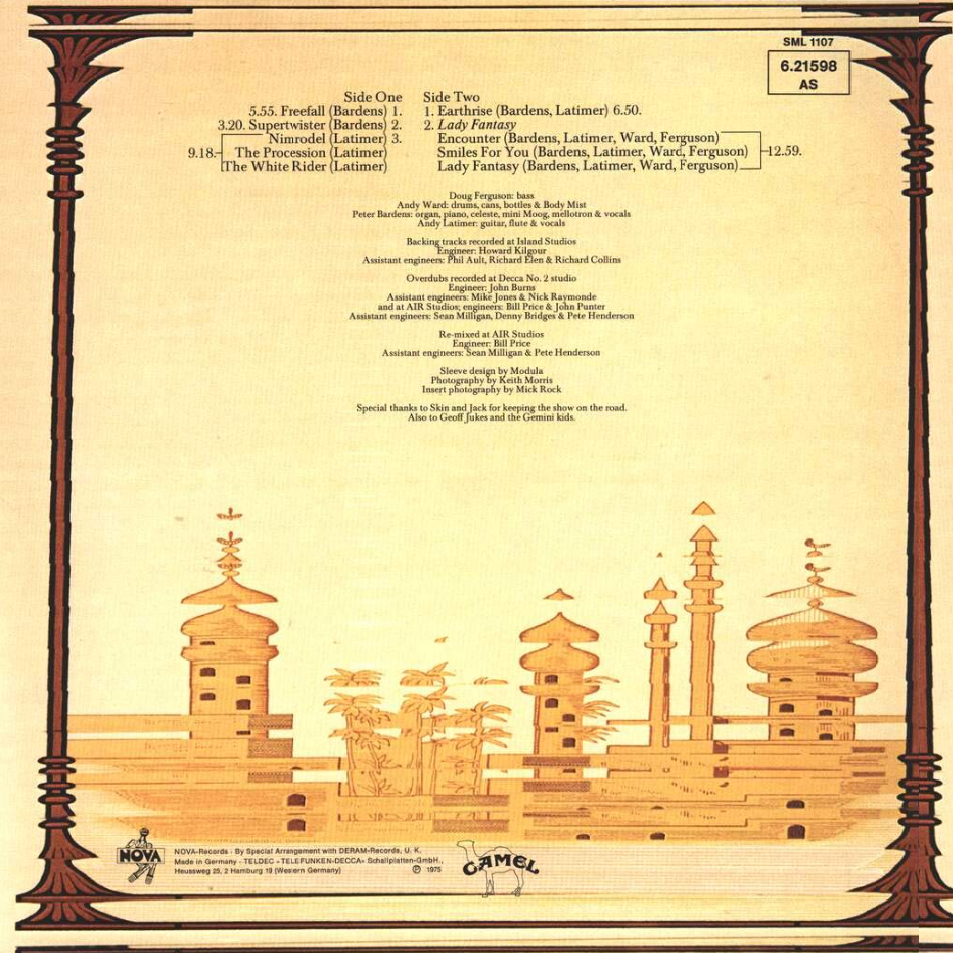 SML 1107
6.21598
AS
Side One
5.55. Freefall (Bardens) 1.
3.20. Supertwister (Bardens) 2.
Nimrodel (Latimer) 3.
9.18. The Procession (Latimer)
The White Rider (Latimer)
Side Two
1. Earthrise (Bardens, Latimer) 6.50.
2. Lady Fantasy
Encounter (Bardens, Latimer, Ward, Ferguson)
Smiles For You (Bardens, Latimer, Ward, Ferguson) 12.59.
Lady Fantasy (Bardens, Latimer, Ward, Ferguson)
Doug Ferguson: bass
Andy Ward: drums, cans, bottles & Body Mist
Peter Bardens: organ, piano, celeste, mini Moog, mellotron & vocals
Andy Latimer: guitar, flute & vocals
Backing tracks recorded at Island Studios
Engineer: Howard Kilgour
Assistant engineers: Phil Ault, Richard Elen & Richard Collins
Overdubs recorded at Decca No. 2 studio
Engineer: John Burns
Assistant engineers: Mike Jones & Nick Raymonde
and at AIR Studios; engineers: Bill Price & John Punter
Assistant engineers: Sean Milligan, Denny Bridges & Pete Henderson
Re-mixed at AIR Studios
Engineer: Bill Price
Assistant engineers: Sean Milligan & Pete Henderson
Sleeve design by Modula
Photography by Keith Morris
Insert photography by Mick Rock
Special thanks to Skin and Jack for keeping the show on the road.
Also to Geoff Jukes and the Gemini kids.
NOVA
NOVA-Records · By Special Arrangement with DERAM-Records, U. K.
Made in Germany · TELDEC »TELEFUNKEN-DECCA« Schallplatten-GmbH.,
Heussweg 25, 2 Hamburg 19 (Western Germany) Ⓟ 1975
CAMEL